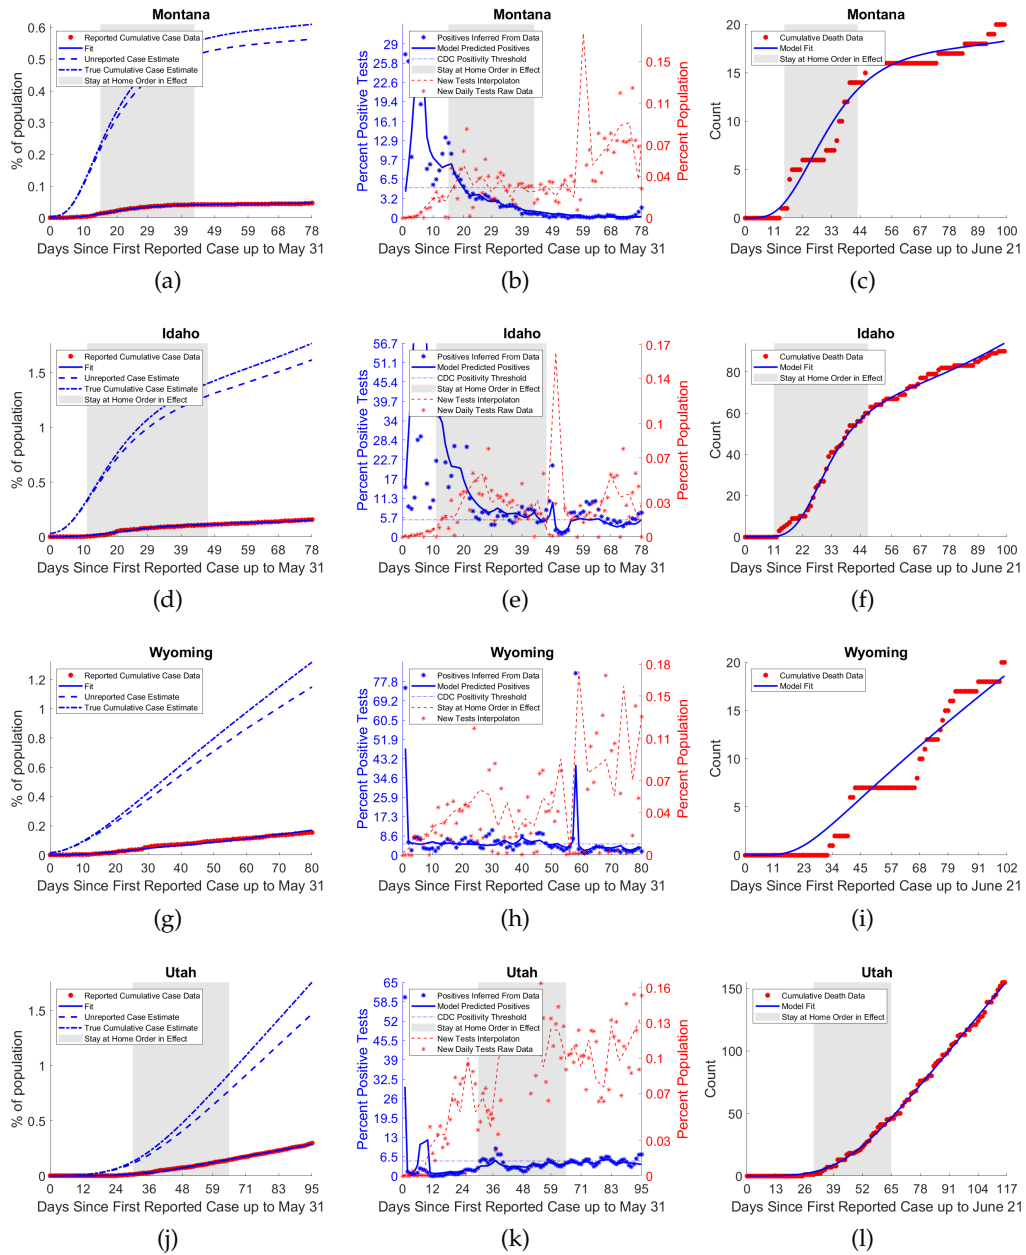 Montana
% of population
0.6
0.5
0.4
0.3
0.2
0.1
0
Reported Cumulative Case Data
Fit
Unreported Case Estimate
True Cumulative Case Estimate
Stay at Home Order in Effect
0 10 20 29 39 49 59 68 78
Days Since First Reported Case up to May 31
(a)
Montana
Percent Positive Tests
29
26
22.6
19.4
16.1
12.9
9.7
6.5
3.2
0
Positives Inferred From Data
Model Predicted Positives
CDC Positivity Threshold
Stay at Home Order in Effect
New Tests Interpolaton
New Daily Tests Raw Data
0.15
0.11
0.07
0.04
0
Percent Population
0 10 20 29 39 49 59 68 78
Days Since First Reported Case up to May 31
(b)
Montana
Count
20
15
10
5
0
Cumulative Death Data
Model Fit
Stay at Home Order in Effect
0 11 22 33 44 56 67 78 89 100
Days Since First Reported Case up to June 21
(c)
Idaho
% of population
1.5
1
0.5
0
Reported Cumulative Case Data
Fit
Unreported Case Estimate
True Cumulative Case Estimate
Stay at Home Order in Effect
0 10 20 29 39 49 59 68 78
Days Since First Reported Case up to May 31
(d)
Idaho
Percent Positive Tests
56.7
51.1
45.4
39.7
34
28.4
22.7
17
11.3
5.7
0
Positives Inferred From Data
Model Predicted Positives
CDC Positivity Threshold
Stay at Home Order in Effect
New Tests Interpolaton
New Daily Tests Raw Data
0.17
0.14
0.1
0.07
0.03
0
Percent Population
0 10 20 29 39 49 59 68 78
Days Since First Reported Case up to May 31
(e)
Idaho
Count
80
60
40
20
0
Cumulative Death Data
Model Fit
Stay at Home Order in Effect
0 11 22 33 44 56 67 78 89 100
Days Since First Reported Case up to June 21
(f)
Wyoming
% of population
1.2
1
0.8
0.6
0.4
0.2
0
Reported Cumulative Case Data
Fit
Unreported Case Estimate
True Cumulative Case Estimate
0 10 20 30 40 50 60 70 80
Days Since First Reported Case up to May 31
(g)
Wyoming
Percent Positive Tests
77.8
69.2
60.5
51.9
43.2
34.6
25.9
17.3
8.6
0
Positives Inferred From Data
Model Predicted Positives
CDC Positivity Threshold
Stay at Home Order in Effect
New Tests Interpolaton
0.18
0.15
0.11
0.07
0.04
0
Percent Population
0 10 20 30 40 50 60 70 80
Days Since First Reported Case up to May 31
(h)
Wyoming
Count
20
15
10
5
0
Cumulative Death Data
Model Fit
0 11 23 34 45 57 68 79 91 102
Days Since First Reported Case up to June 21
(i)
Utah
% of population
1.5
1
0.5
0
Reported Cumulative Case Data
Fit
Unreported Case Estimate
True Cumulative Case Estimate
Stay at Home Order in Effect
0 12 24 36 48 59 71 83 95
Days Since First Reported Case up to May 31
(j)
Utah
Percent Positive Tests
65
58.5
52
45.5
39
32.5
26
19.5
13
6.5
0
Positives Inferred From Data
Model Predicted Positives
CDC Positivity Threshold
Stay at Home Order in Effect
New Tests Interpolaton
New Daily Tests Raw Data
0.16
0.13
0.1
0.07
0.03
0
Percent Population
0 12 24 36 48 59 71 83 95
Days Since First Reported Case up to May 31
(k)
Utah
Count
150
100
50
0
Cumulative Death Data
Model Fit
Stay at Home Order in Effect
0 13 26 39 52 65 78 91 104 117
Days Since First Reported Case up to June 21
(l)